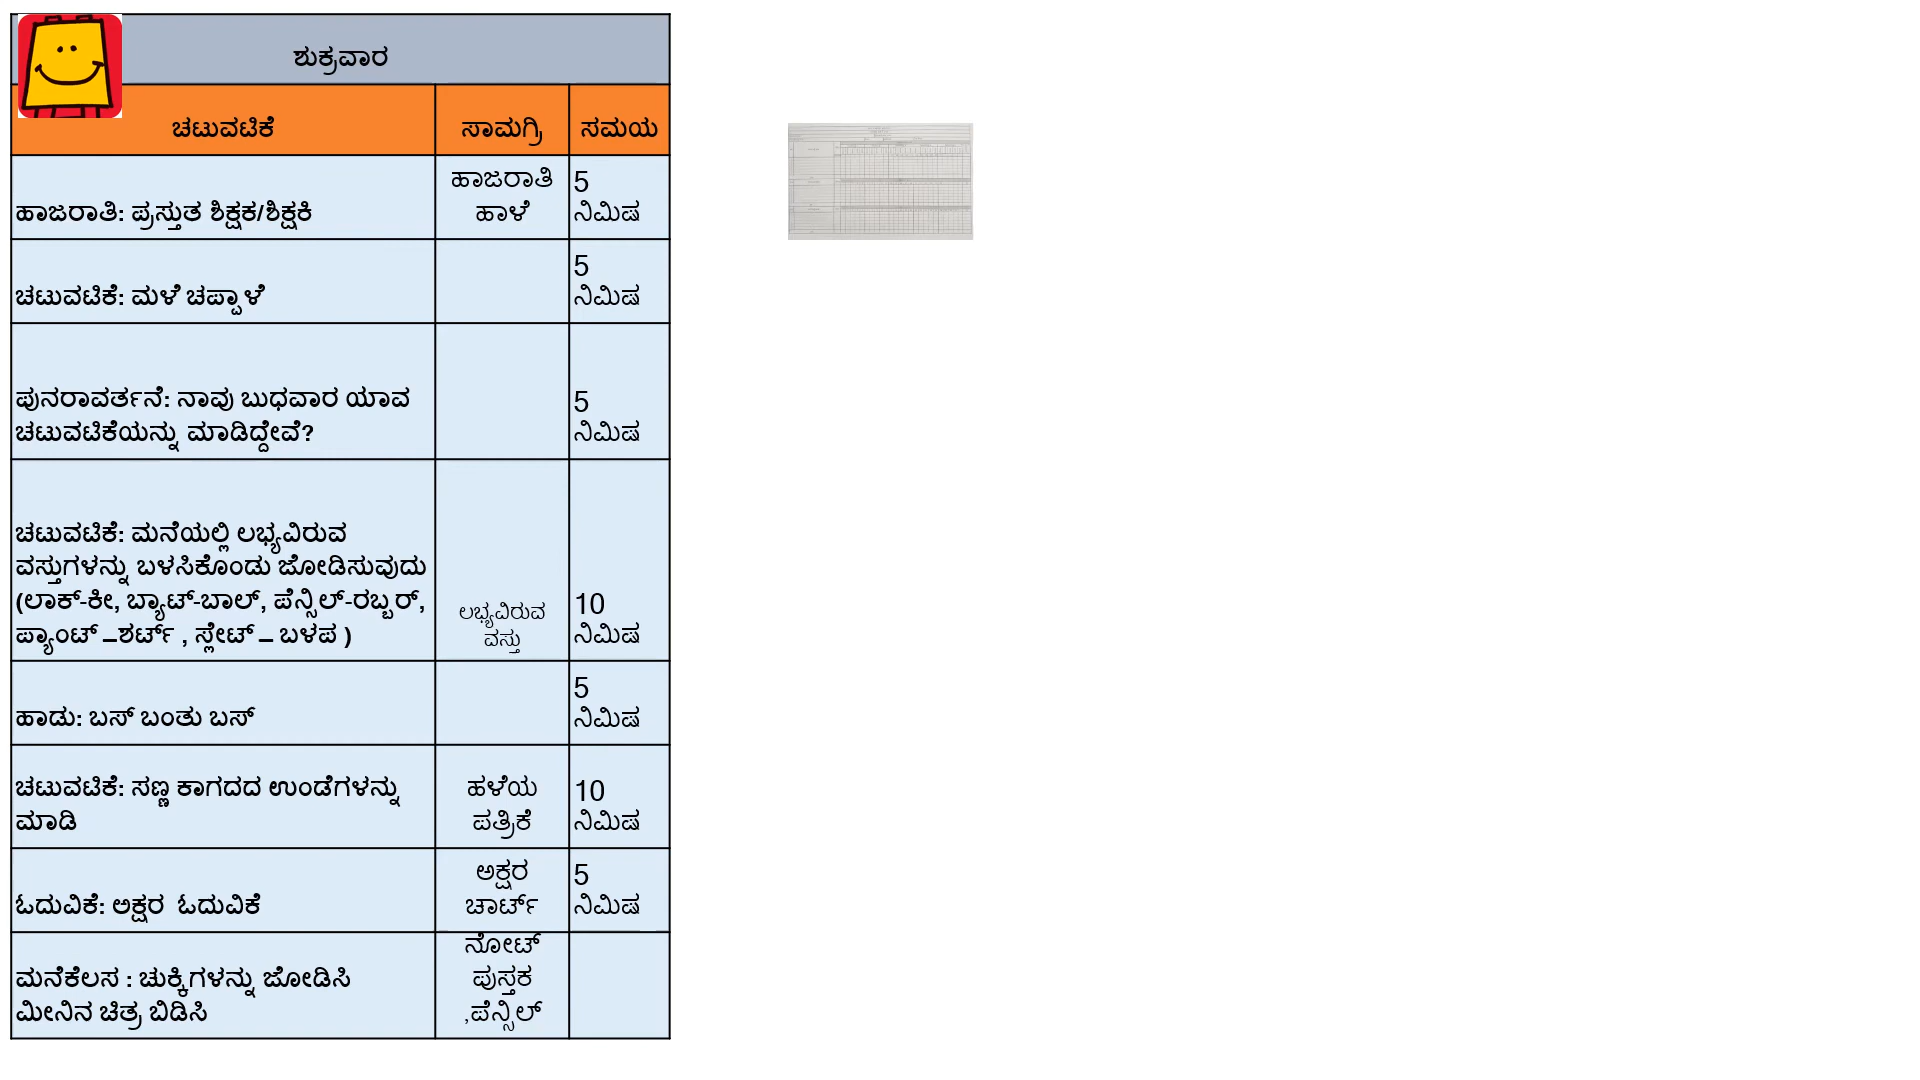 ಶುಕ್ರವಾರ
ಚಟುವಟಿಕೆ ಸಾಮಗ್ರಿ ಸಮಯ
ಹಾಜರಾತಿ: ಪ್ರಸ್ತುತ ಶಿಕ್ಷಕ/ಶಿಕ್ಷಕಿ
ಹಾಜರಾತಿ
ಹಾಳೆ
5
ನಿಮಿಷ
ಚಟುವಟಿಕೆ: ಮಳೆ ಚಪ್ಪಾಳೆ
5
ನಿಮಿಷ
ಪುನರಾವರ್ತನೆ: ನಾವು ಬುಧವಾರ ಯಾವ
ಚಟುವಟಿಕೆಯನ್ನು ಮಾಡಿದ್ದೇವೆ?
5
ನಿಮಿಷ
ಚಟುವಟಿಕೆ: ಮನೆಯಲ್ಲಿ ಲಭ್ಯವಿರುವ
ವಸ್ತುಗಳನ್ನು ಬಳಸಿಕೊಂಡು ಜೋಡಿಸುವುದು
(ಲಾಕ್-ಕೀ, ಬ್ಯಾಟ್-ಬಾಲ್, ಪೆನ್ಸಿಲ್-ರಬ್ಬರ್,
ಪ್ಯಾಂಟ್ –ಶರ್ಟ್ , ಸ್ಲೇಟ್ – ಬಳಪ )
ಲಭ್ಯವಿರುವ
ವಸ್ತು
10
ನಿಮಿಷ
ಹಾಡು: ಬಸ್ ಬಂತು ಬಸ್
5
ನಿಮಿಷ
ಚಟುವಟಿಕೆ: ಸಣ್ಣ ಕಾಗದದ ಉಂಡೆಗಳನ್ನು
ಮಾಡಿ
ಹಳೆಯ
ಪತ್ರಿಕೆ
10
ನಿಮಿಷ
ಓದುವಿಕೆ: ಅಕ್ಷರ ಓದುವಿಕೆ
ಅಕ್ಷರ
ಚಾರ್ಟ್
5
ನಿಮಿಷ
ಮನೆಕೆಲಸ : ಚುಕ್ಕಿಗಳನ್ನು ಜೋಡಿಸಿ
ಮೀನಿನ ಚಿತ್ರ ಬಿಡಿಸಿ
ನೋಟ್
ಪುಸ್ತಕ
,ಪೆನ್ಸಿಲ್